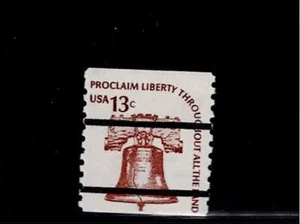 PROCLAIM LIBERTY THROUGHOUT ALL THE LAND
USA 13c